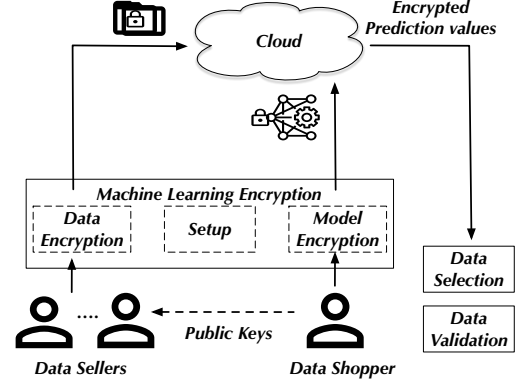 Encrypted
Prediction values
Cloud
Machine Learning Encryption
Data
Encryption
Setup
Model
Encryption
Data
Selection
Data
Validation
....
Public Keys
Data Sellers
Data Shopper